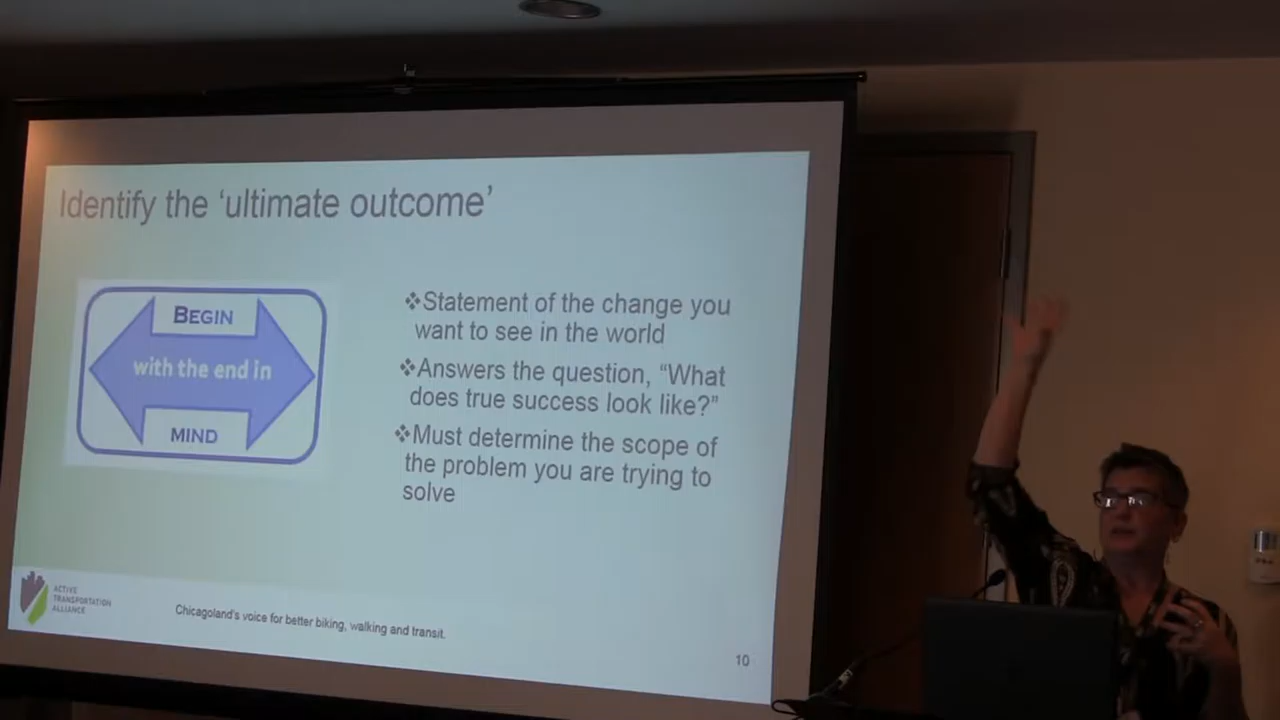 Identify the ‘ultimate outcome’
BEGIN
with the end in
MIND
❖Statement of the change you
want to see in the world
❖Answers the question, “What
does true success look like?”
❖Must determine the scope of
the problem you are trying to
solve
ACTIVE
TRANSPORTATION
ALLIANCE
Chicagoland's voice for better biking, walking and transit.
10